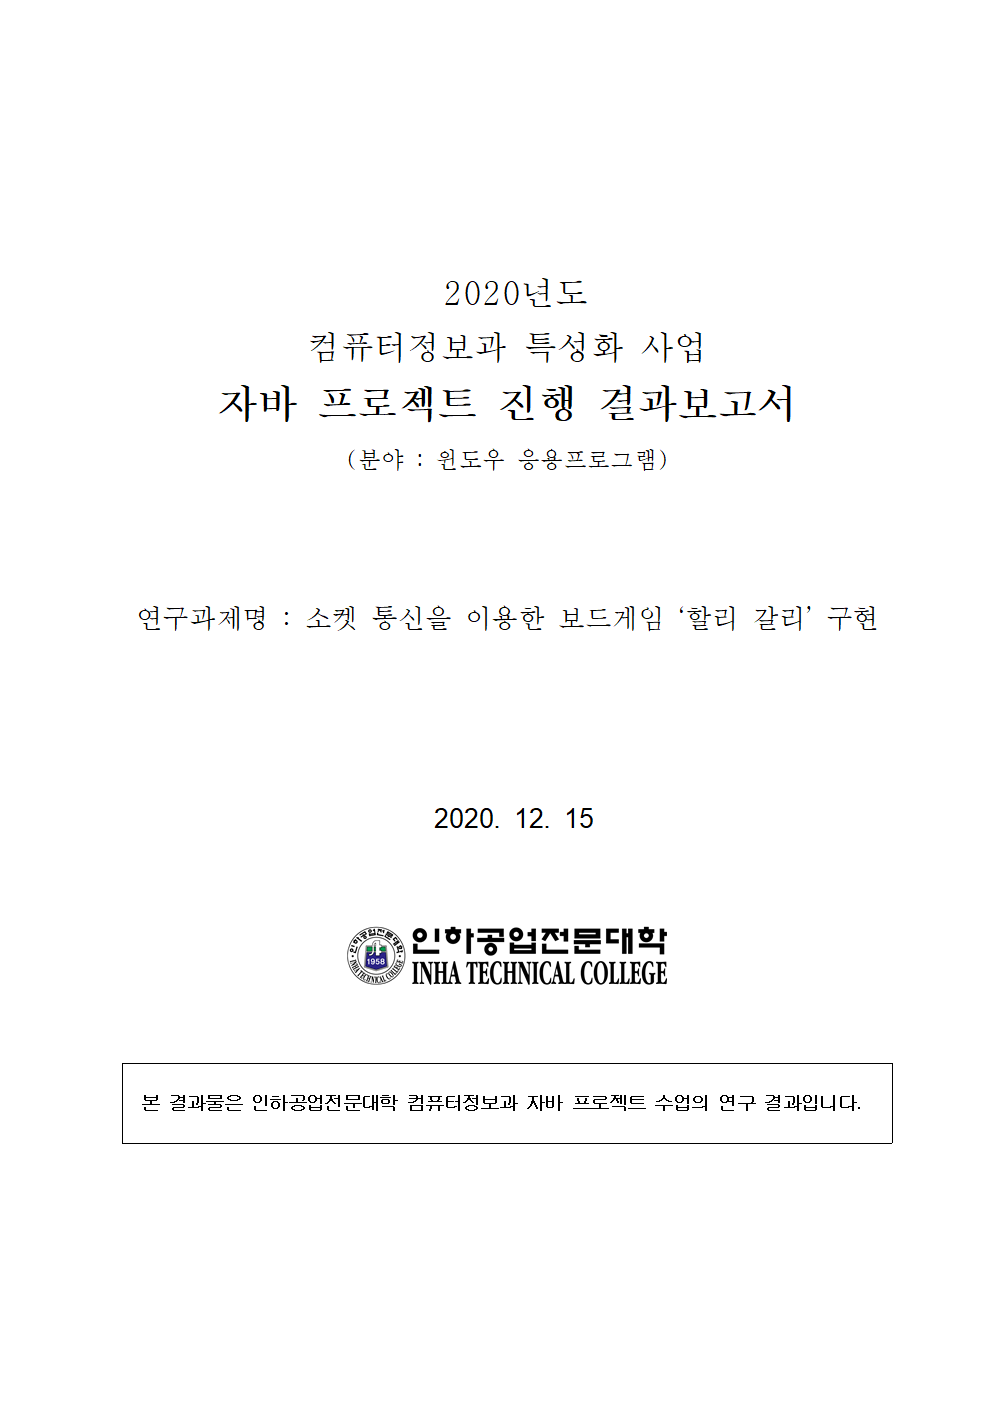 2020년도
컴퓨터정보과 특성화 사업
자바 프로젝트 진행 결과보고서
(분야 : 윈도우 응용프로그램)
연구과제명 : 소켓 통신을 이용한 보드게임 ‘할리 갈리’ 구현
2020. 12. 15
인하공업전문대학
1958
INHA TECHNICAL COLLEGE
인하공업전문대학
INHA TECHNICAL COLLEGE
본 결과물은 인하공업전문대학 컴퓨터정보과 자바 프로젝트 수업의 연구 결과입니다.